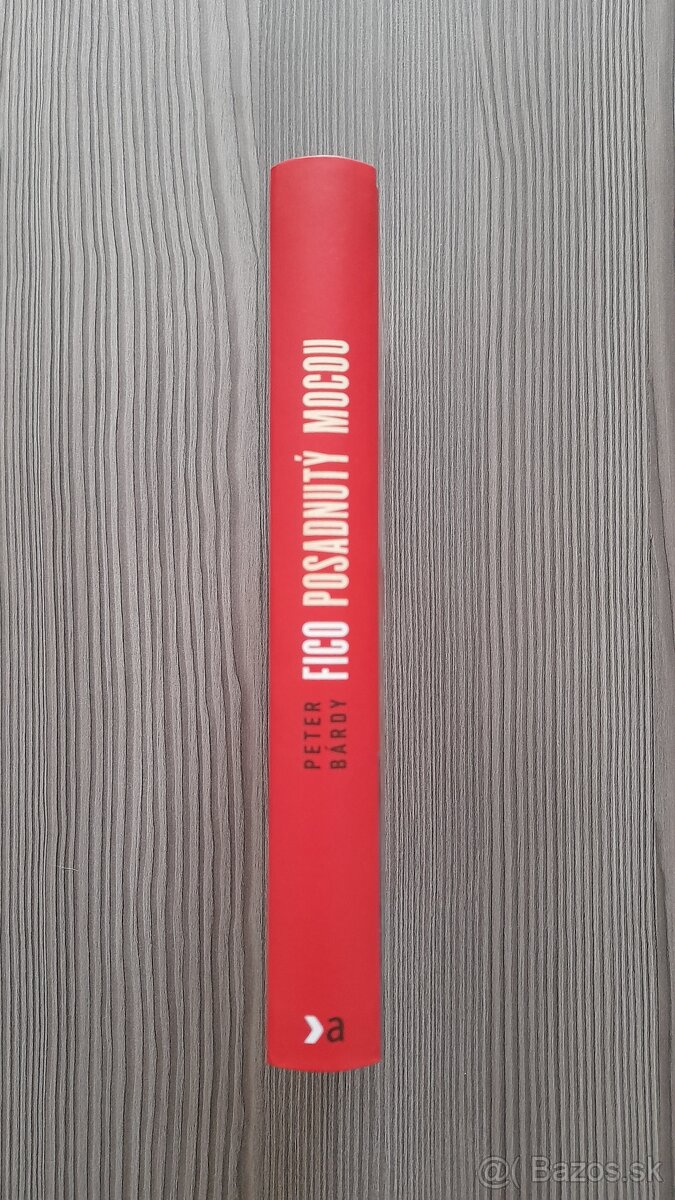 PETER
BÁRDY
FICO POSADNUTÝ MOCOU
a
@( Bazos.sk